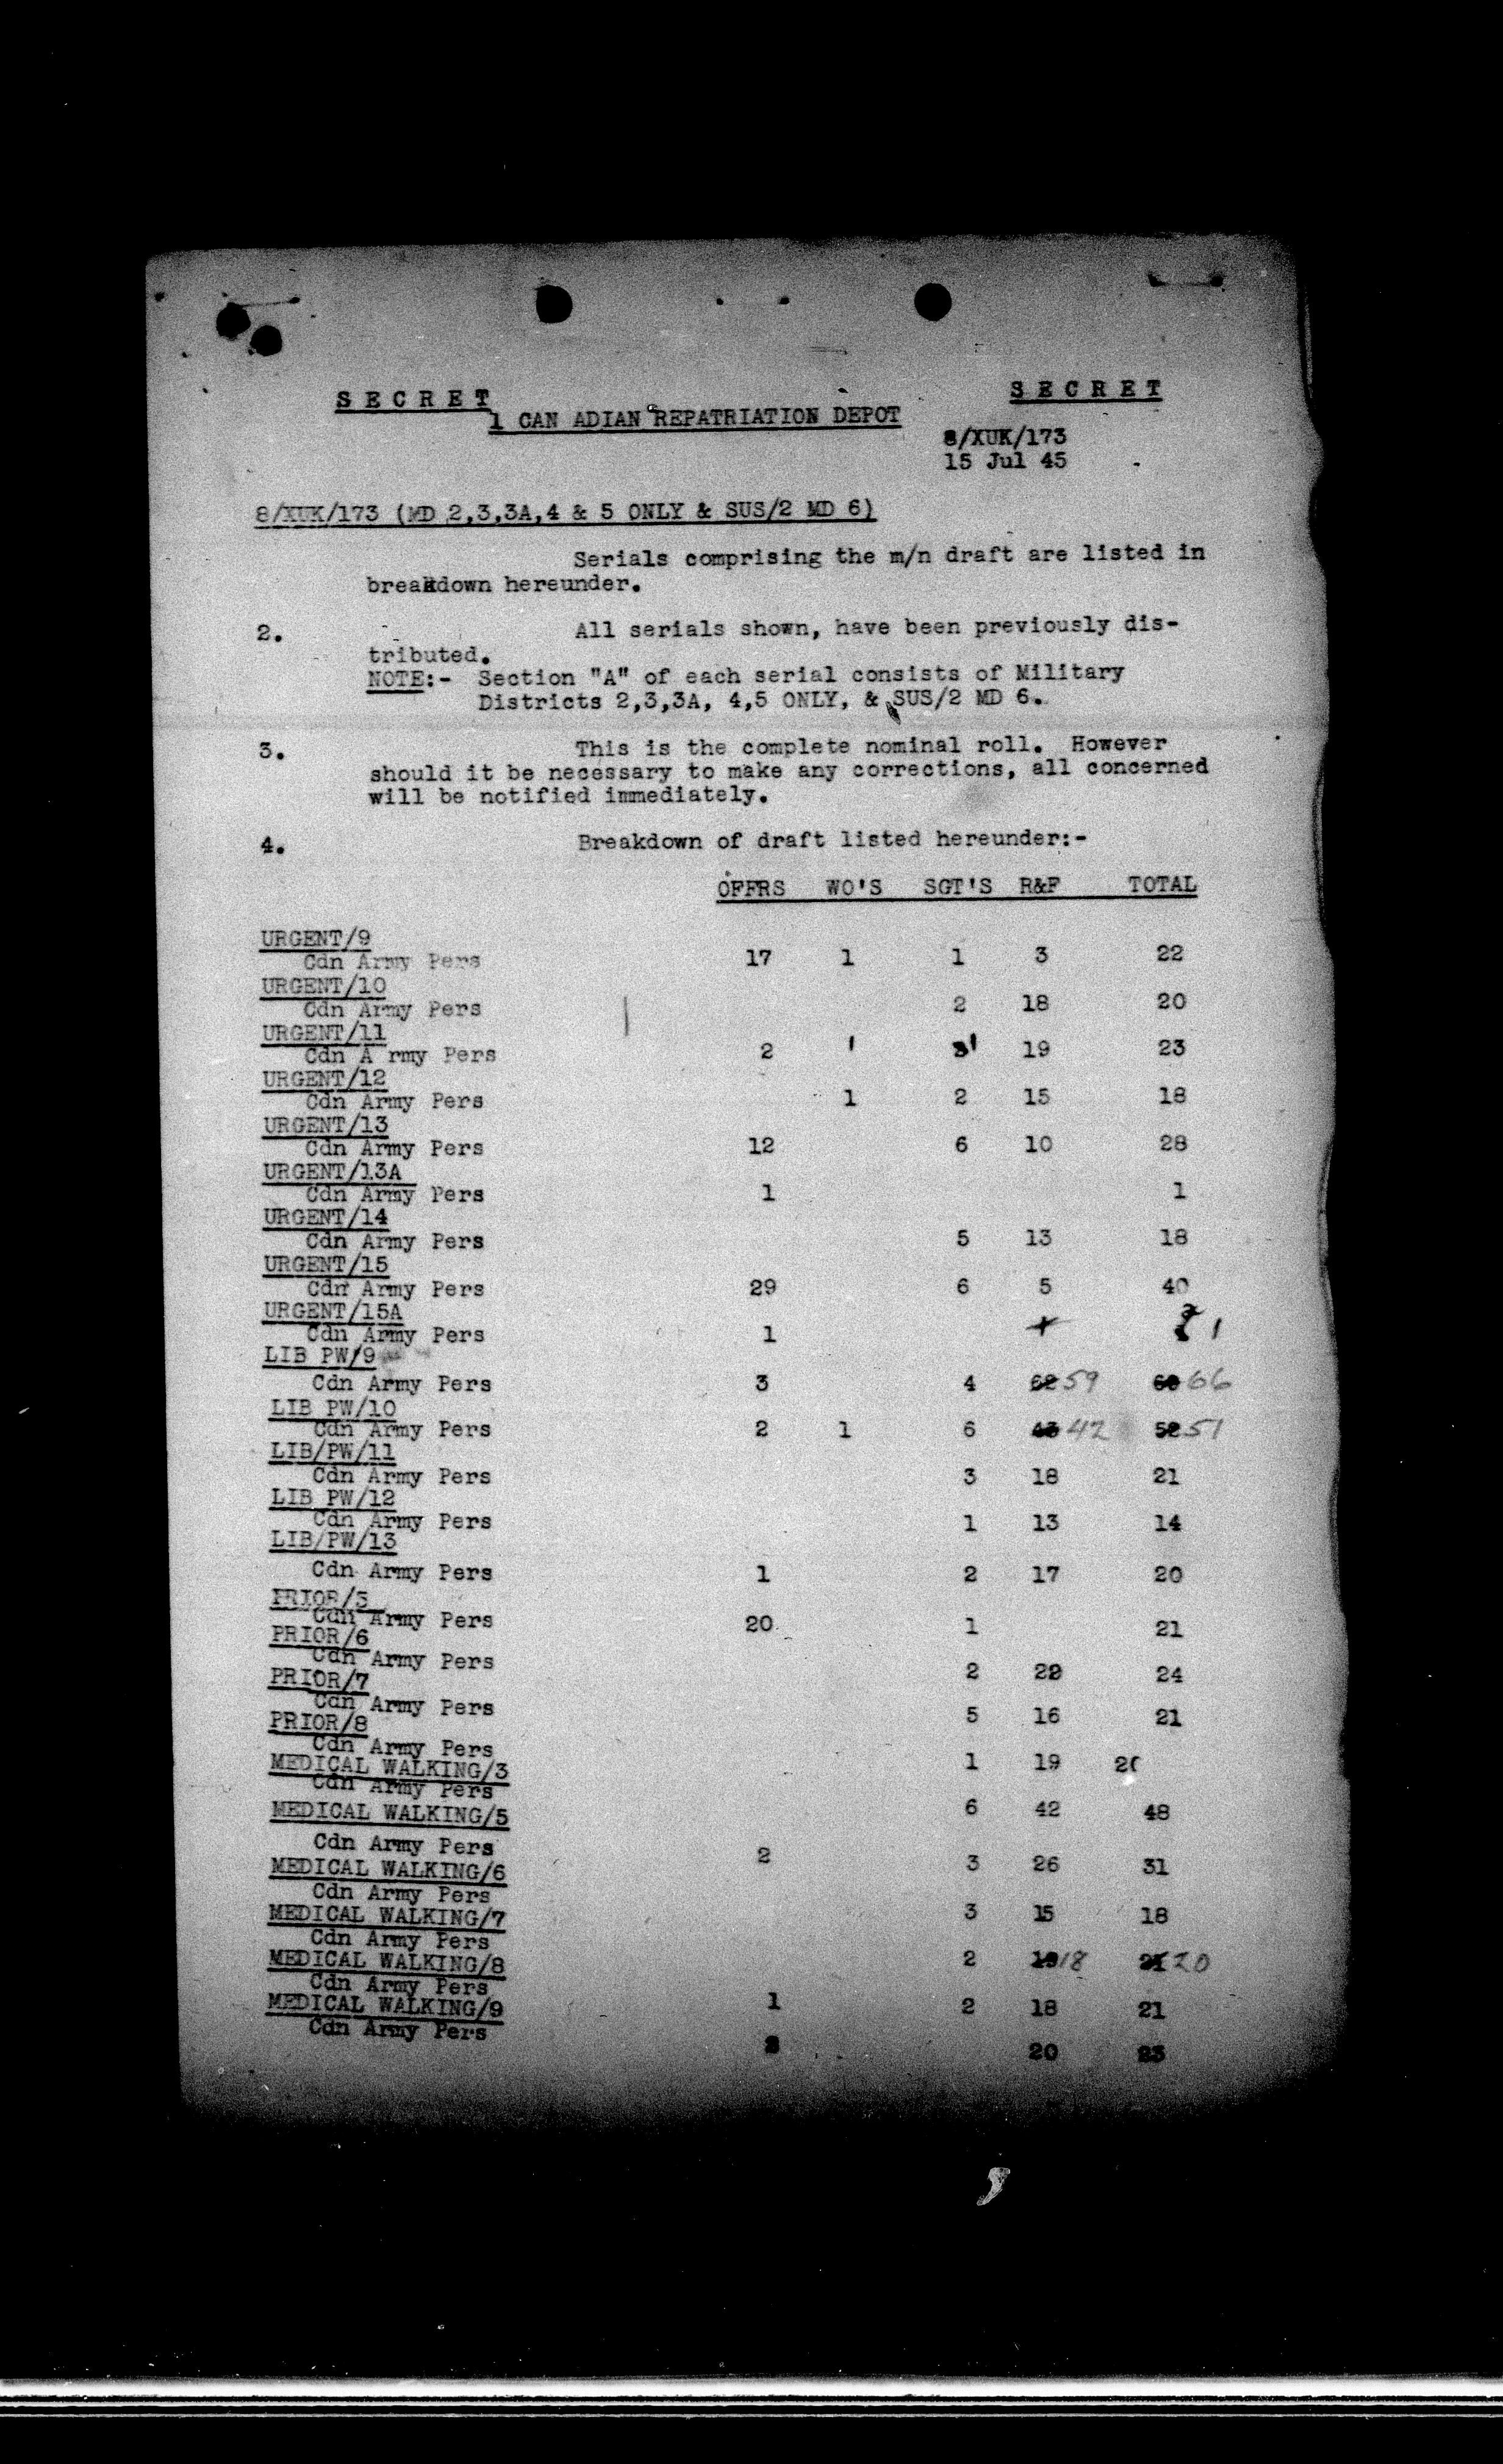 S E C R E T
S E C R E T
1 CAN ADIAN REPATRIATION DEPOT
8/XUK/173
15 Jul 45
8/XUK/173 (MD 2,3,3A,4 & 5 ONLY & SUS/2 MD 6)
Serials comprising the m/n draft are listed in
breakdown hereunder.
2. All serials shown, have been previously dis-
tributed.
NOTE:- Section "A" of each serial consists of Military
Districts 2,3,3A, 4,5 ONLY, & SUS/2 MD 6.
3. This is the complete nominal roll. However
should it be necessary to make any corrections, all concerned
will be notified immediately.
4. Breakdown of draft listed hereunder:-
OFFRS WO'S SGT'S R&F TOTAL
URGENT/9
Cdn Army Pers 17 1 1 3 22
URGENT/10
Cdn Army Pers 2 18 20
URGENT/11
Cdn A rmy Pers 2 1 1 19 23
URGENT/12
Cdn Army Pers 1 2 15 18
URGENT/13
Cdn Army Pers 12 6 10 28
URGENT/13A
Cdn Army Pers 1 1
URGENT/14
Cdn Army Pers 5 13 18
URGENT/15
Cdn Army Pers 29 6 5 40
URGENT/15A
Cdn Army Pers 1 1
LIB PW/9
Cdn Army Pers 3 4 62 59 66
LIB PW/10
Cdn Army Pers 2 1 6 43 42 52 51
LIB/PW/11
Cdn Army Pers 3 18 21
LIB PW/12
Cdn Army Pers 1 13 14
LIB/PW/13
Cdn Army Pers 1 2 17 20
PRIOR/5
Cdn Army Pers 20 1 21
PRIOR/6
Cdn Army Pers 2 22 24
PRIOR/7
Cdn Army Pers 5 16 21
PRIOR/8
Cdn Army Pers 1 19 20
MEDICAL WALKING/3
Cdn Army Pers 6 42 48
MEDICAL WALKING/5
Cdn Army Pers 2 3 26 31
MEDICAL WALKING/6
Cdn Army Pers 3 15 18
MEDICAL WALKING/7
Cdn Army Pers 2 19 18 21 20
MEDICAL WALKING/8
Cdn Army Pers 1 2 18 21
MEDICAL WALKING/9
Cdn Army Pers 20 23